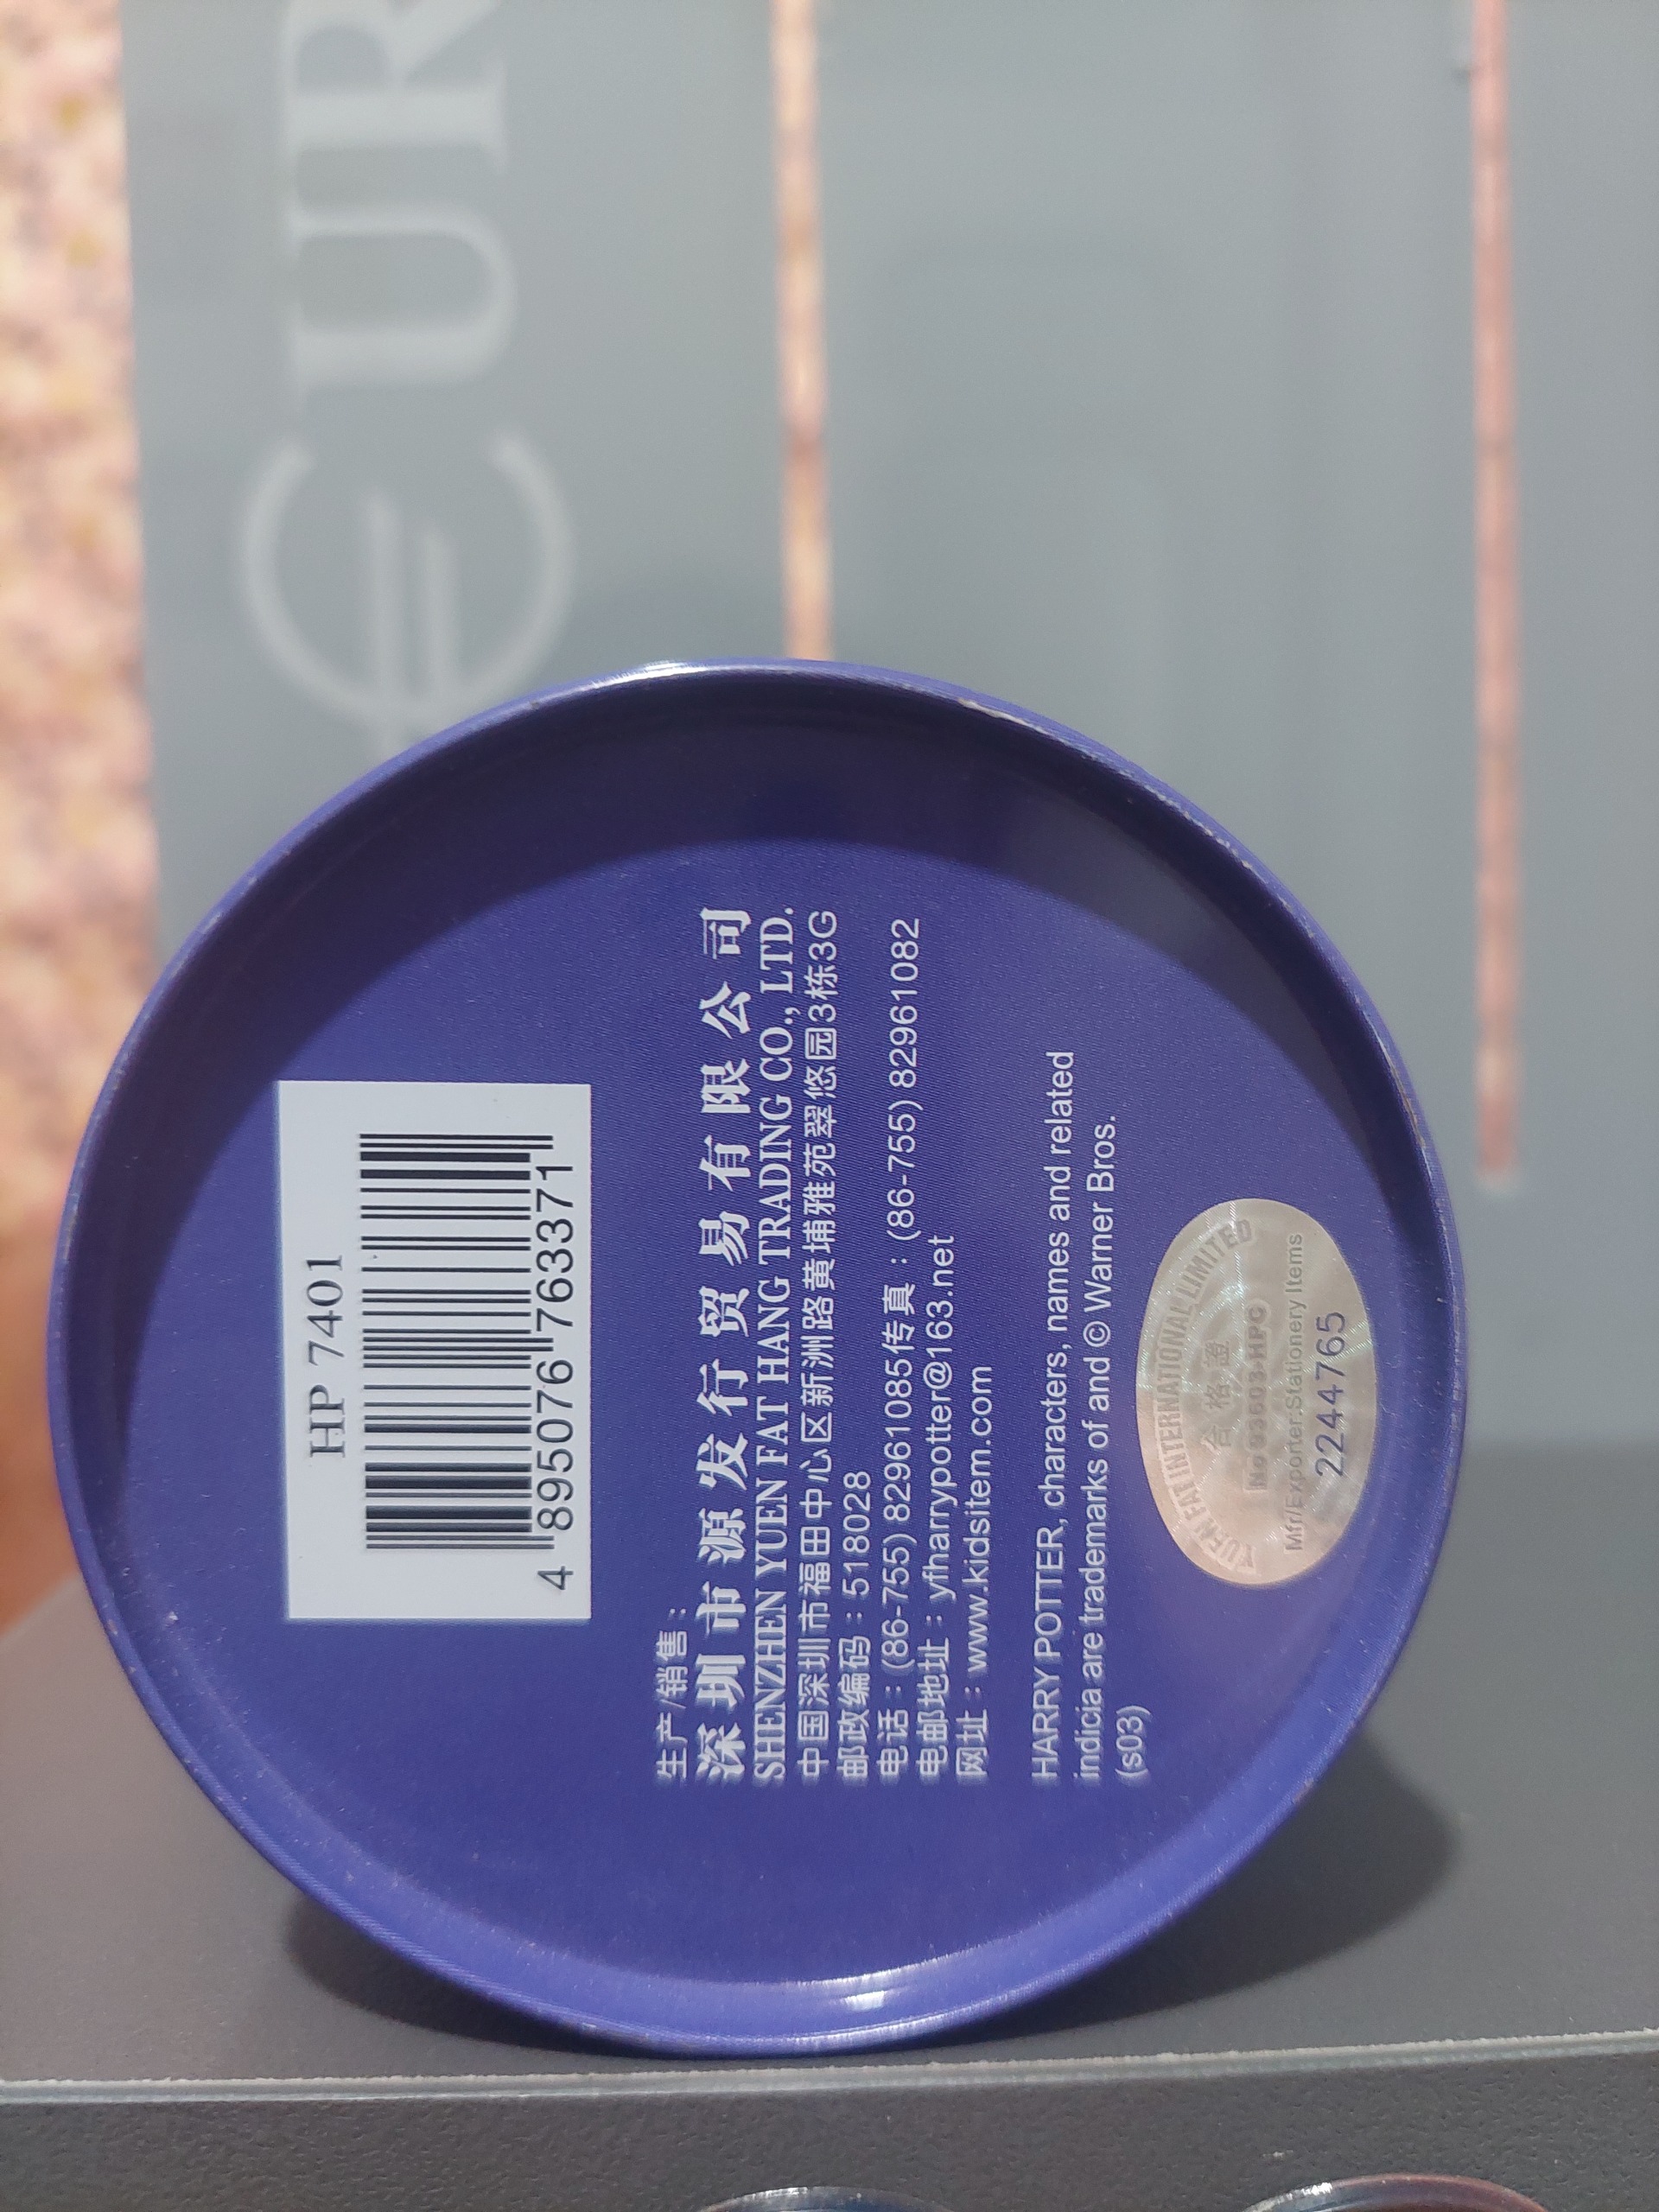 HP 7401
4 895076 763371
生产/销售：
深圳市源发行贸易有限公司
SHENZHEN YUEN FAT HANG TRADING CO., LTD.
中国深圳市福田中心区新洲路黄埔雅苑翠悠园3栋3G
邮政编码：518028
电话：(86-755) 82961085传真：(86-755) 82961082
电邮地址：yfharrypotter@163.net
网址：www.kidsitem.com
HARRY POTTER, characters, names and related
indicia are trademarks of and © Warner Bros.
(s03)
YUEN FAT INTERNATIONAL LIMITED
合格證
No 93503-HPC
Mfr/Exporter:Stationery Items
2244765
€UR